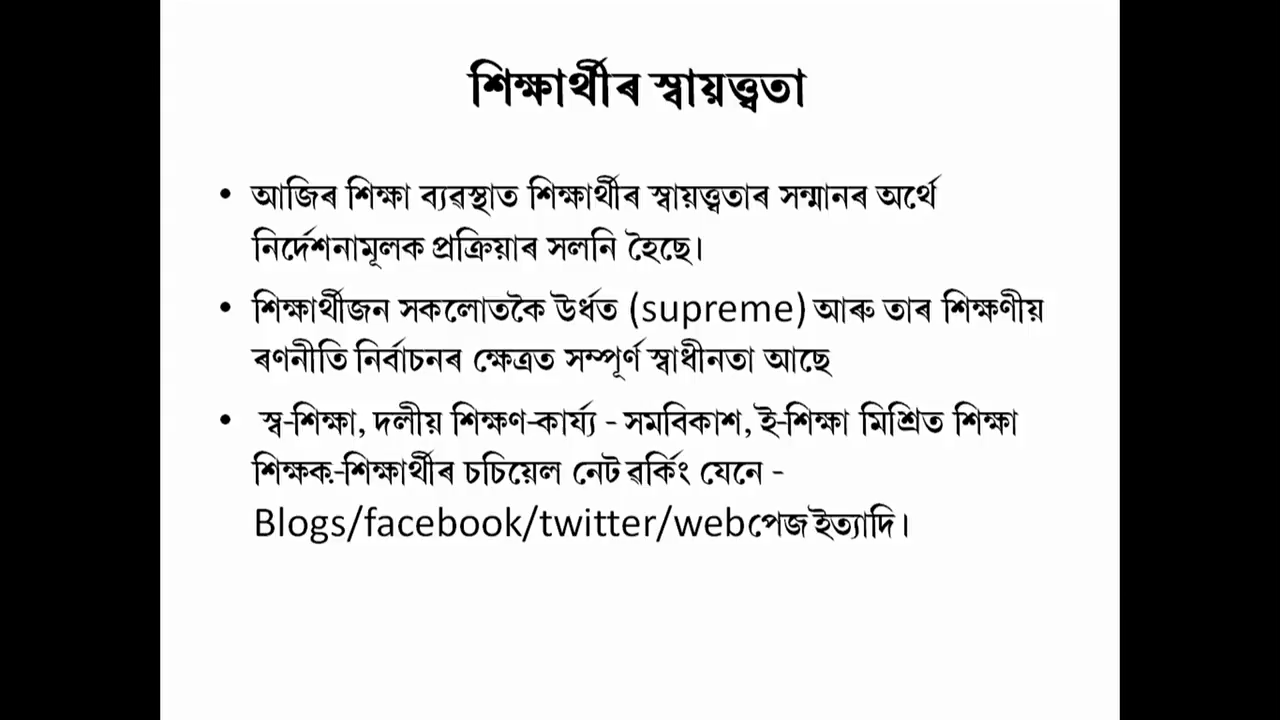 শিক্ষাৰ্থীৰ স্বায়ত্ত্বতা
• আজিৰ শিক্ষা ব্যৱস্থাত শিক্ষাৰ্থীৰ স্বায়ত্ত্বতাৰ সন্মানৰ অৰ্থে
নিৰ্দেশনামূলক প্ৰক্ৰিয়াৰ সলনি হৈছে।
• শিক্ষাৰ্থীজন সকলোতকৈ উৰ্ধত (supreme) আৰু তাৰ শিক্ষণীয়
ৰণনীতি নিৰ্বাচনৰ ক্ষেত্ৰত সম্পূৰ্ণ স্বাধীনতা আছে
• স্ব-শিক্ষা, দলীয় শিক্ষণ-কাৰ্য্য - সমবিকাশ, ই-শিক্ষা মিশ্ৰিত শিক্ষা
শিক্ষক-শিক্ষাৰ্থীৰ চচিয়েল নেট ৱৰ্কিং যেনে -
Blogs/facebook/twitter/webপেজ ইত্যাদি।